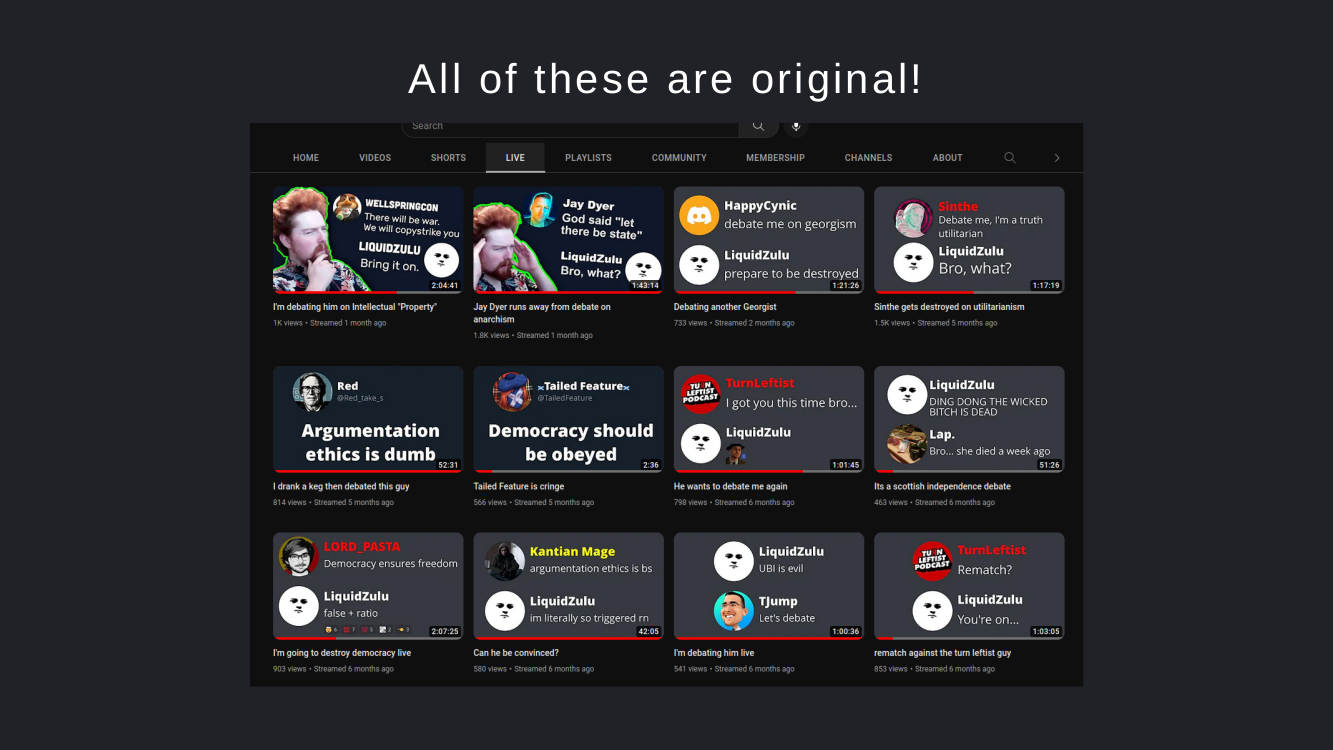 All of these are original!
Search
HOME VIDEOS SHORTS LIVE PLAYLISTS COMMUNITY MEMBERSHIP CHANNELS ABOUT
WELLSPRINGCON
There will be war.
We will copystrike you
LIQUIDZULU
Bring it on.
2:04:41
I'm debating him on Intellectual "Property"
1K views • Streamed 1 month ago
Jay Dyer
God said "let
there be state"
LiquidZulu
Bro, what?
1:43:14
Jay Dyer runs away from debate on
anarchism
1.8K views • Streamed 1 month ago
HappyCynic
debate me on georgism
LiquidZulu
prepare to be destroyed
1:21:26
Debating another Georgist
733 views • Streamed 2 months ago
Sinthe
Debate me, I'm a truth
utilitarian
LiquidZulu
Bro, what?
1:17:19
Sinthe gets destroyed on utilitarianism
1.5K views • Streamed 5 months ago
Red
@Red_take_s
Argumentation
ethics is dumb
52:31
I drank a keg then debated this guy
814 views • Streamed 5 months ago
Tailed Feature
@TailedFeature
Democracy should
be obeyed
2:36
Tailed Feature is cringe
566 views • Streamed 5 months ago
TURN
LEFTIST
PODCAST
TurnLeftist
I got you this time bro...
LiquidZulu
1:01:45
He wants to debate me again
798 views • Streamed 6 months ago
LiquidZulu
DING DONG THE WICKED
BITCH IS DEAD
Lap.
Bro... she died a week ago
51:26
Its a scottish independence debate
463 views • Streamed 6 months ago
LORD_PASTA
Democracy ensures freedom
LiquidZulu
false + ratio
2:07:25
I'm going to destroy democracy live
903 views • Streamed 6 months ago
Kantian Mage
argumentation ethics is bs
LiquidZulu
im literally so triggered rn
42:05
Can he be convinced?
580 views • Streamed 6 months ago
LiquidZulu
UBI is evil
TJump
Let's debate
1:00:36
I'm debating him live
541 views • Streamed 6 months ago
TURN
LEFTIST
PODCAST
TurnLeftist
Rematch?
LiquidZulu
You're on...
1:03:05
rematch against the turn leftist guy
853 views • Streamed 6 months ago